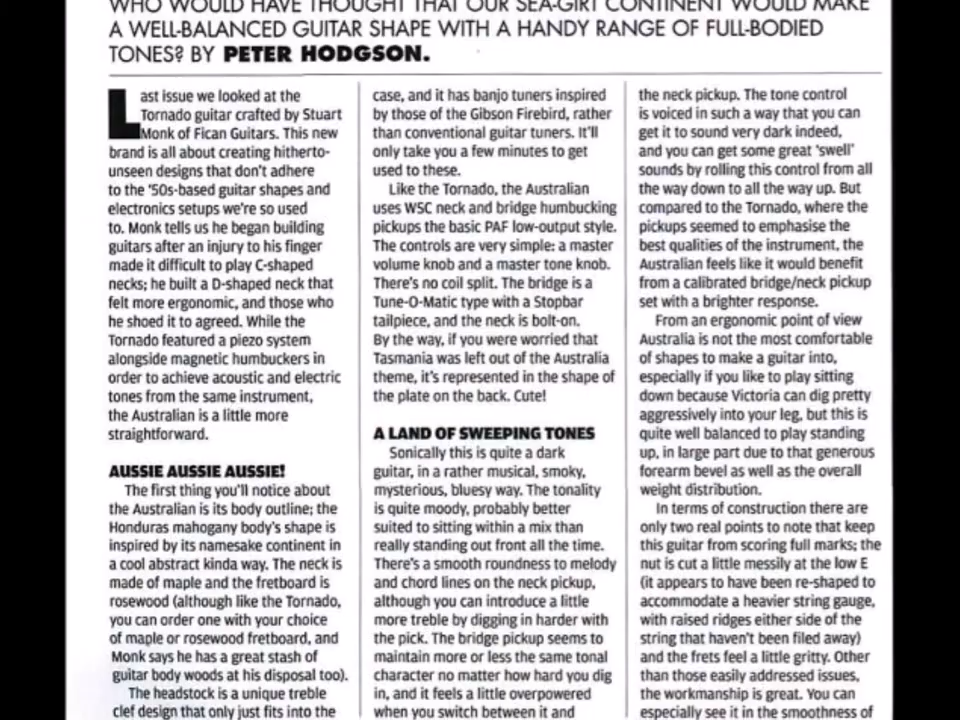 WHO WOULD HAVE THOUGHT THAT OUR SEA-GIRT CONTINENT WOULD MAKE
A WELL-BALANCED GUITAR SHAPE WITH A HANDY RANGE OF FULL-BODIED
TONES? BY PETER HODGSON.
Last issue we looked at the
Tornado guitar crafted by Stuart
Monk of Fican Guitars. This new
brand is all about creating hitherto-
unseen designs that don't adhere
to the '50s-based guitar shapes and
electronics setups we're so used
to. Monk tells us he began building
guitars after an injury to his finger
made it difficult to play C-shaped
necks; he built a D-shaped neck that
felt more ergonomic, and those who
he shoed it to agreed. While the
Tornado featured a piezo system
alongside magnetic humbuckers in
order to achieve acoustic and electric
tones from the same instrument,
the Australian is a little more
straightforward.
AUSSIE AUSSIE AUSSIE!
The first thing you'll notice about
the Australian is its body outline; the
Honduras mahogany body's shape is
inspired by its namesake continent in
a cool abstract kinda way. The neck is
made of maple and the fretboard is
rosewood (although like the Tornado,
you can order one with your choice
of maple or rosewood fretboard, and
Monk says he has a great stash of
guitar body woods at his disposal too).
The headstock is a unique treble
clef design that only just fits into the
case, and it has banjo tuners inspired
by those of the Gibson Firebird, rather
than conventional guitar tuners. It'll
only take you a few minutes to get
used to these.
Like the Tornado, the Australian
uses WSC neck and bridge humbucking
pickups the basic PAF low-output style.
The controls are very simple: a master
volume knob and a master tone knob.
There's no coil split. The bridge is a
Tune-O-Matic type with a Stopbar
tailpiece, and the neck is bolt-on.
By the way, if you were worried that
Tasmania was left out of the Australia
theme, it's represented in the shape of
the plate on the back. Cute!
A LAND OF SWEEPING TONES
Sonically this is quite a dark
guitar, in a rather musical, smoky,
mysterious, bluesy way. The tonality
is quite moody, probably better
suited to sitting within a mix than
really standing out front all the time.
There's a smooth roundness to melody
and chord lines on the neck pickup,
although you can introduce a little
more treble by digging in harder with
the pick. The bridge pickup seems to
maintain more or less the same tonal
character no matter how hard you dig
in, and it feels a little overpowered
when you switch between it and
the neck pickup. The tone control
is voiced in such a way that you can
get it to sound very dark indeed,
and you can get some great 'swell'
sounds by rolling this control from all
the way down to all the way up. But
compared to the Tornado, where the
pickups seemed to emphasise the
best qualities of the instrument, the
Australian feels like it would benefit
from a calibrated bridge/neck pickup
set with a brighter response.
From an ergonomic point of view
Australia is not the most comfortable
of shapes to make a guitar into,
especially if you like to play sitting
down because Victoria can dig pretty
aggressively into your leg, but this is
quite well balanced to play standing
up, in large part due to that generous
forearm bevel as well as the overall
weight distribution.
In terms of construction there are
only two real points to note that keep
this guitar from scoring full marks; the
nut is cut a little messily at the low E
(it appears to have been re-shaped to
accommodate a heavier string gauge,
with raised ridges either side of the
string that haven't been filed away)
and the frets feel a little gritty. Other
than those easily addressed issues,
the workmanship is great. You can
especially see it in the smoothness of